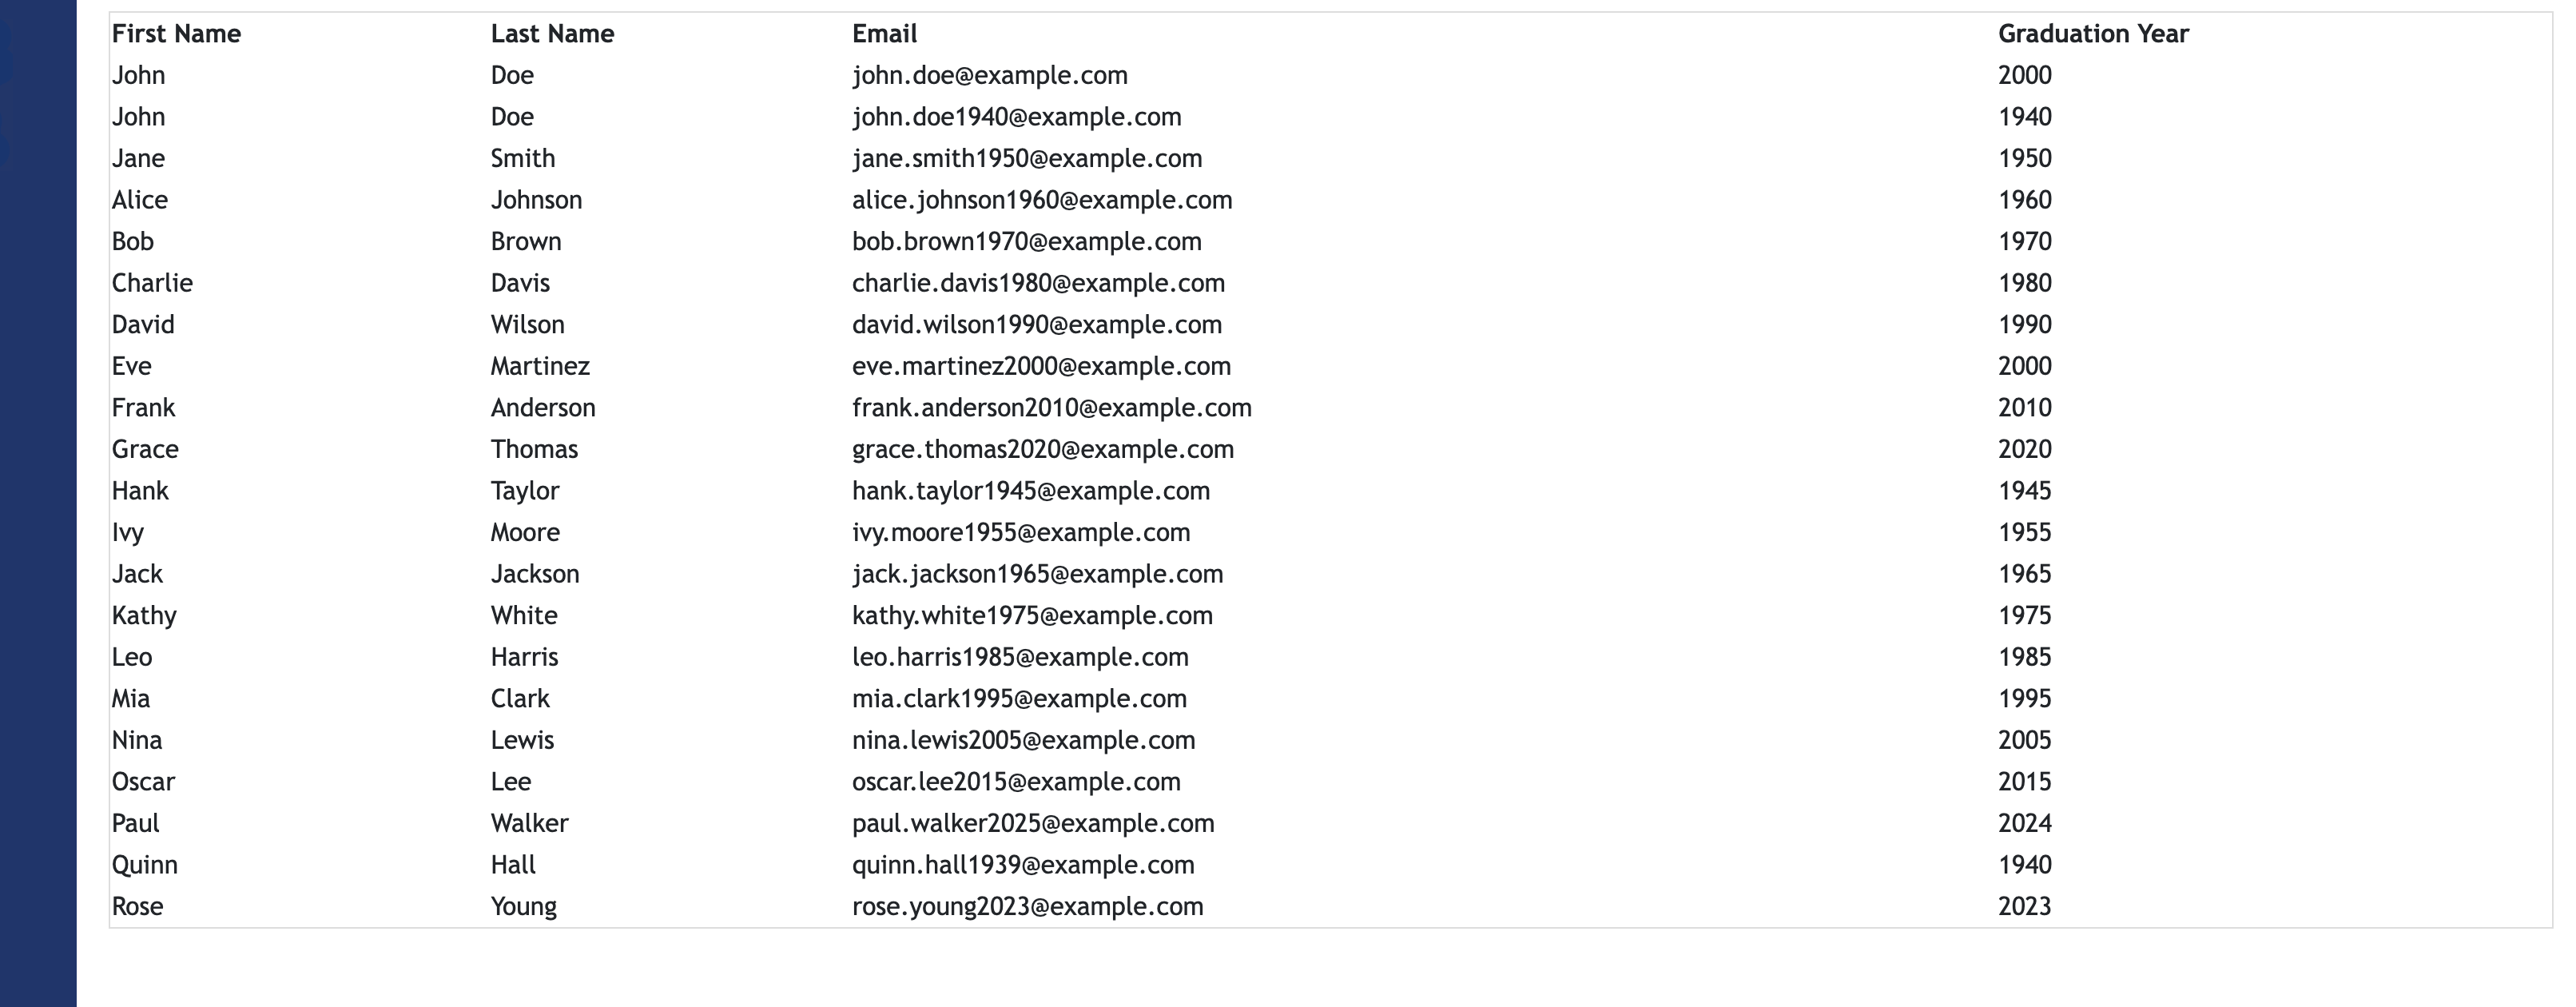 First Name Last Name Email Graduation Year
John Doe john.doe@example.com 2000
John Doe john.doe1940@example.com 1940
Jane Smith jane.smith1950@example.com 1950
Alice Johnson alice.johnson1960@example.com 1960
Bob Brown bob.brown1970@example.com 1970
Charlie Davis charlie.davis1980@example.com 1980
David Wilson david.wilson1990@example.com 1990
Eve Martinez eve.martinez2000@example.com 2000
Frank Anderson frank.anderson2010@example.com 2010
Grace Thomas grace.thomas2020@example.com 2020
Hank Taylor hank.taylor1945@example.com 1945
Ivy Moore ivy.moore1955@example.com 1955
Jack Jackson jack.jackson1965@example.com 1965
Kathy White kathy.white1975@example.com 1975
Leo Harris leo.harris1985@example.com 1985
Mia Clark mia.clark1995@example.com 1995
Nina Lewis nina.lewis2005@example.com 2005
Oscar Lee oscar.lee2015@example.com 2015
Paul Walker paul.walker2025@example.com 2024
Quinn Hall quinn.hall1939@example.com 1940
Rose Young rose.young2023@example.com 2023